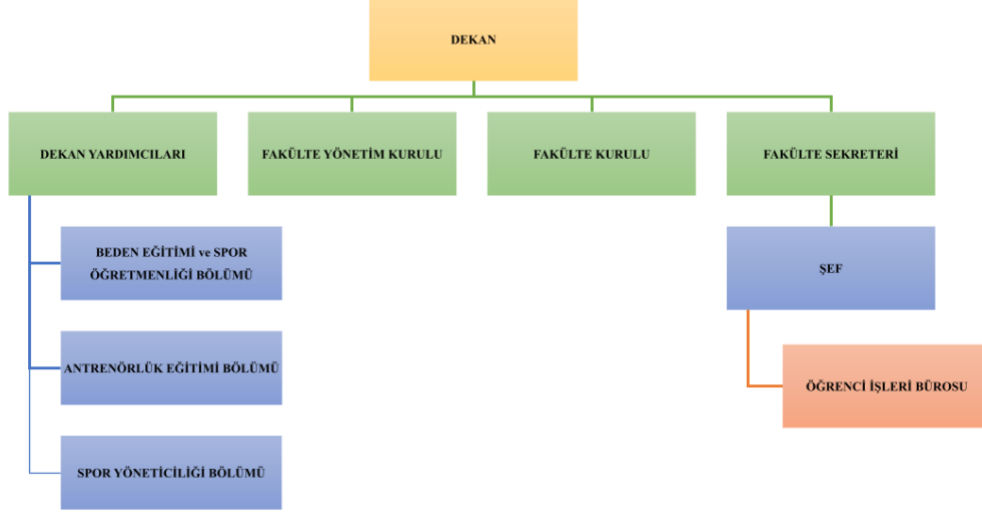 DEKAN
DEKAN YARDIMCILARI
FAKÜLTE YÖNETİM KURULU
FAKÜLTE KURULU
FAKÜLTE SEKRETERİ
BEDEN EĞİTİMİ ve SPOR
ÖĞRETMENLİĞİ BÖLÜMÜ
ANTRENÖRLÜK EĞİTİMİ BÖLÜMÜ
SPOR YÖNETİCİLİĞİ BÖLÜMÜ
ŞEF
ÖĞRENCİ İŞLERİ BÜROSU